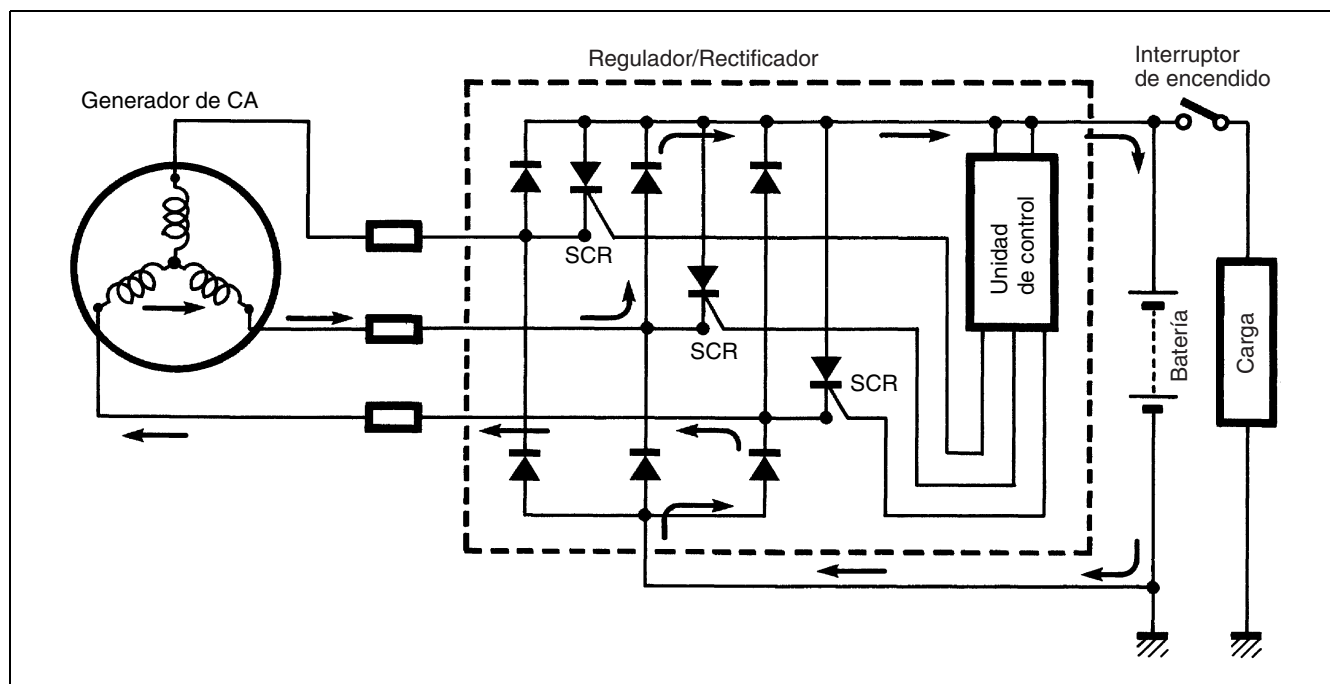 Regulador/Rectificador
Interruptor
de encendido
Generador de CA
SCR
SCR
SCR
Unidad
de control
Batería
Carga